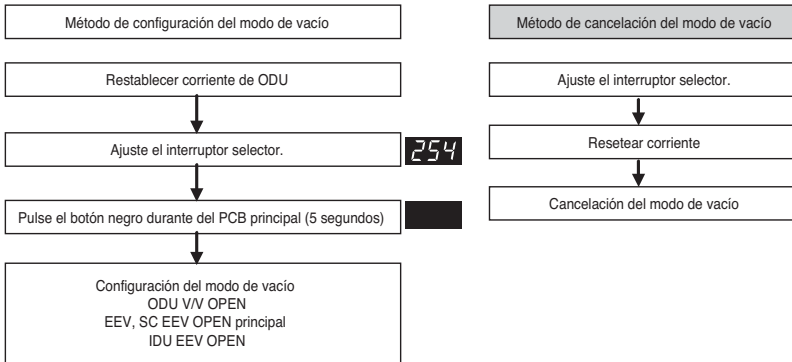 Método de configuración del modo de vacío
Restablecer corriente de ODU
Ajuste el interruptor selector.
254
Pulse el botón negro durante del PCB principal (5 segundos)
Configuración del modo de vacío
ODU V/V OPEN
EEV, SC EEV OPEN principal
IDU EEV OPEN
Método de cancelación del modo de vacío
Ajuste el interruptor selector.
Resetear corriente
Cancelación del modo de vacío